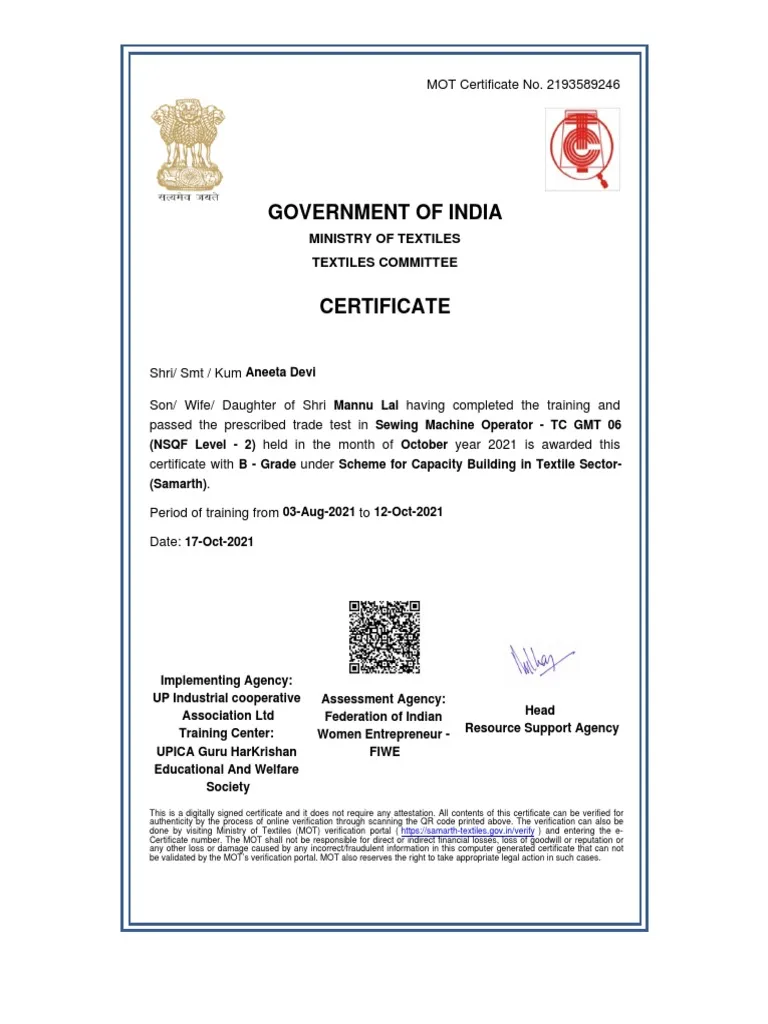 MOT Certificate No. 2193589246
सत्यमेव जयते
GOVERNMENT OF INDIA
MINISTRY OF TEXTILES
TEXTILES COMMITTEE
CERTIFICATE
Shri/ Smt / Kum Aneeta Devi
Son/ Wife/ Daughter of Shri Mannu Lal having completed the training and
passed the prescribed trade test in Sewing Machine Operator - TC GMT 06
(NSQF Level - 2) held in the month of October year 2021 is awarded this
certificate with B - Grade under Scheme for Capacity Building in Textile Sector-
(Samarth).
Period of training from 03-Aug-2021 to 12-Oct-2021
Date: 17-Oct-2021
Implementing Agency:
UP Industrial cooperative
Association Ltd
Training Center:
UPICA Guru HarKrishan
Educational And Welfare
Society
Assessment Agency:
Federation of Indian
Women Entrepreneur -
FIWE
Head
Resource Support Agency
This is a digitally signed certificate and it does not require any attestation. All contents of this certificate can be verified for
authenticity by the process of online verification through scanning the QR code printed above. The verification can also be
done by visiting Ministry of Textiles (MOT) verification portal ( https://samarth-textiles.gov.in/verify ) and entering the e-
Certificate number. The MOT shall not be responsible for direct or indirect financial losses, loss of goodwill or reputation or
any other loss or damage caused by any incorrect/fraudulent information in this computer generated certificate that can not
be validated by the MOT's verification portal. MOT also reserves the right to take appropriate legal action in such cases.